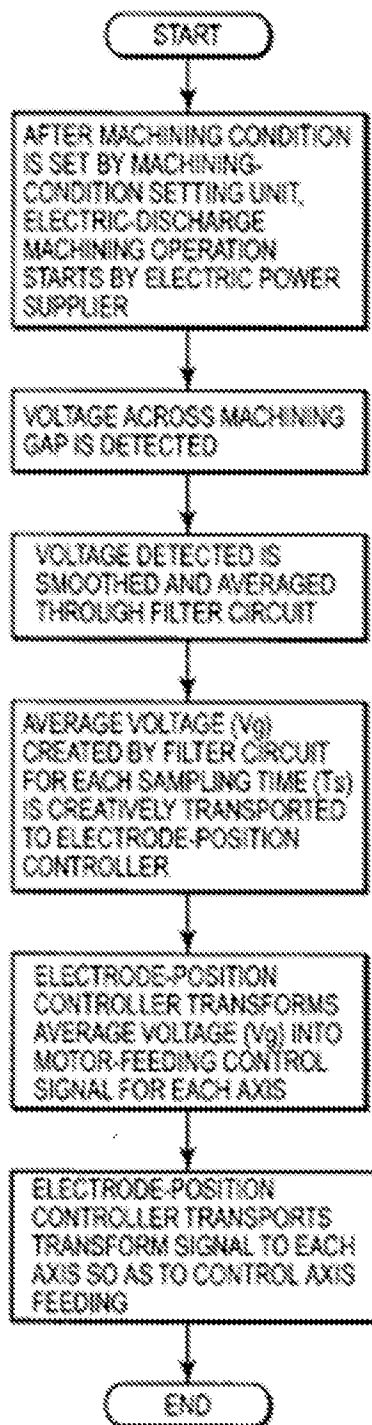 START
AFTER MACHINING CONDITION
IS SET BY MACHINING-
CONDITION SETTING UNIT,
ELECTRIC-DISCHARGE
MACHINING OPERATION
STARTS BY ELECTRIC POWER
SUPPLIER
VOLTAGE ACROSS MACHINING
GAP IS DETECTED
VOLTAGE DETECTED IS
SMOOTHED AND AVERAGED
THROUGH FILTER CIRCUIT
AVERAGE VOLTAGE (Vg)
CREATED BY FILTER CIRCUIT
FOR EACH SAMPLING TIME (Ts)
IS CREATIVELY TRANSPORTED
TO ELECTRODE-POSITION
CONTROLLER
ELECTRODE-POSITION
CONTROLLER TRANSFORMS
AVERAGE VOLTAGE (Vg) INTO
MOTOR-FEEDING CONTROL
SIGNAL FOR EACH AXIS
ELECTRODE-POSITION
CONTROLLER TRANSPORTS
TRANSFORM SIGNAL TO EACH
AXIS SO AS TO CONTROL AXIS
FEEDING
END